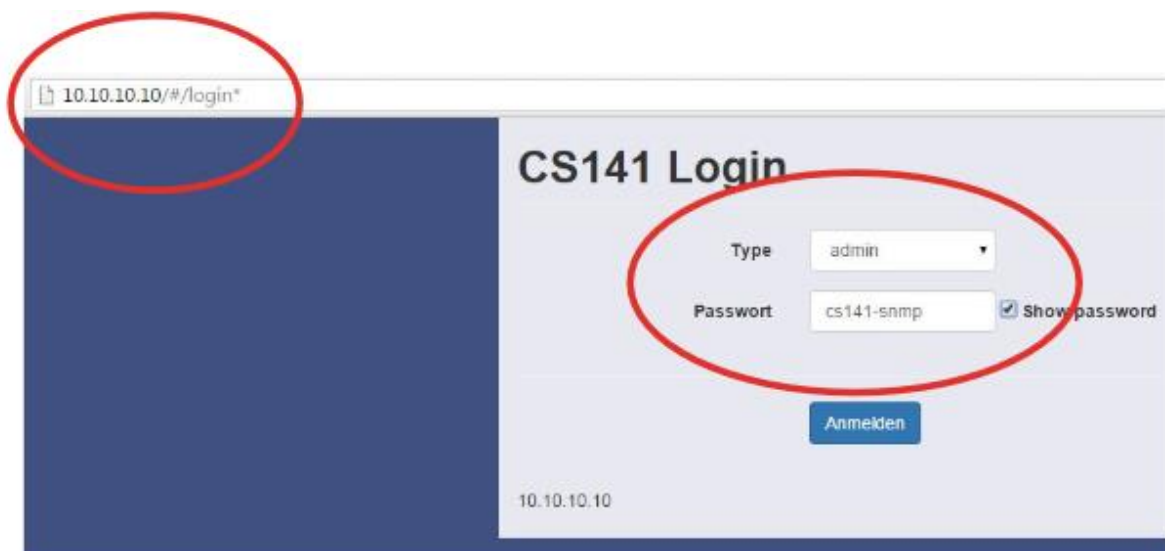 10.10.10.10/#/login*
CS141 Login
Type admin
Passwort cs141-snmp Show password
Anmelden
10.10.10.10